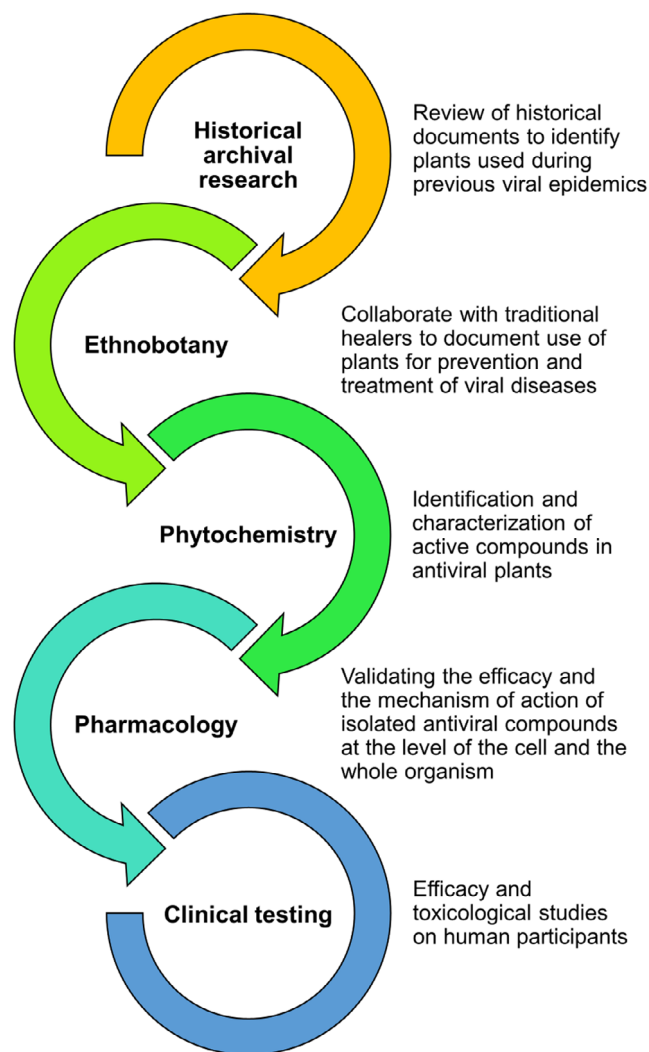 Historical
archival
research
Review of historical
documents to identify
plants used during
previous viral epidemics
Ethnobotany
Collaborate with traditional
healers to document use of
plants for prevention and
treatment of viral diseases
Phytochemistry
Identification and
characterization of
active compounds in
antiviral plants
Pharmacology
Validating the efficacy and
the mechanism of action of
isolated antiviral compounds
at the level of the cell and the
whole organism
Clinical testing
Efficacy and
toxicological studies
on human participants